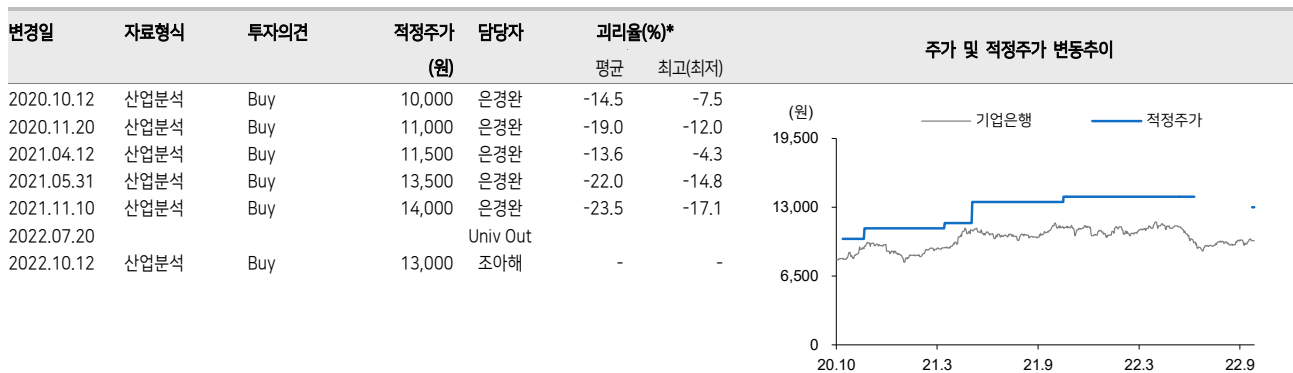 변경일 자료형식 투자의견 적정주가 담당자 괴리율(%)* 주가 및 적정주가 변동추이
(원) 평균 최고(최저)
2020.10.12 산업분석 Buy 10,000 은경완 -14.5 -7.5
2020.11.20 산업분석 Buy 11,000 은경완 -19.0 -12.0
2021.04.12 산업분석 Buy 11,500 은경완 -13.6 -4.3
2021.05.31 산업분석 Buy 13,500 은경완 -22.0 -14.8
2021.11.10 산업분석 Buy 14,000 은경완 -23.5 -17.1
2022.07.20 Univ Out
2022.10.12 산업분석 Buy 13,000 조아해 - -
(원)
기업은행 적정주가
19,500
13,000
6,500
0
20.10 21.3 21.9 22.3 22.9